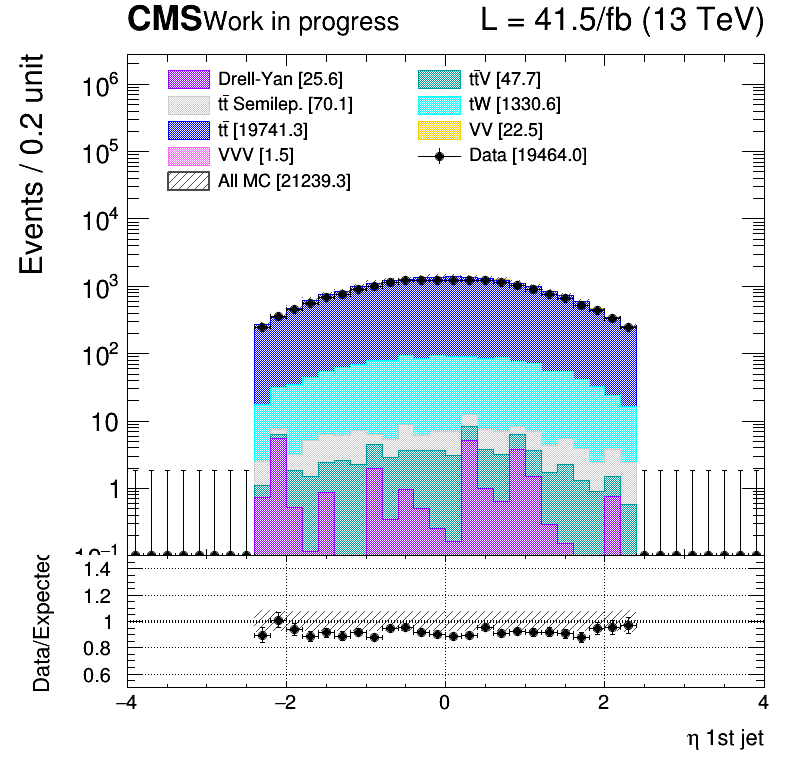 CMS Work in progress L = 41.5/fb (13 TeV)
Events / 0.2 unit
Drell-Yan [25.6]
tt̄V [47.7]
tt̄ Semilep. [70.1]
tW [1330.6]
tt̄ [19741.3]
VV [22.5]
VVV [1.5]
Data [19464.0]
All MC [21239.3]
10⁶
10⁵
10⁴
10³
10²
10
1
10⁻¹
Data/Expected
1.4
1.2
1
0.8
0.6
−4 −2 0 2 4
η 1st jet